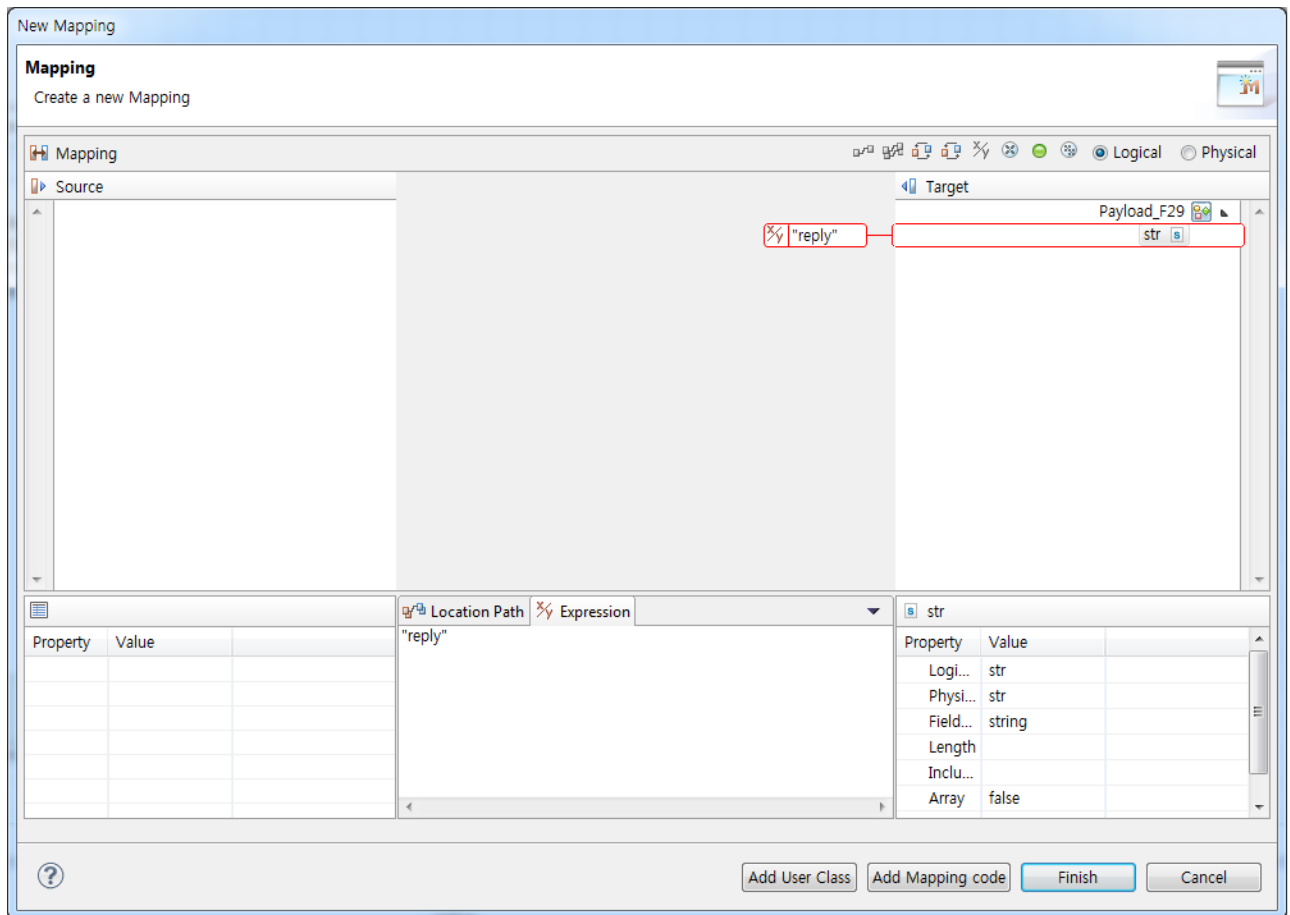 New Mapping
Mapping
Create a new Mapping
Mapping
Logical Physical
Source
Target
Payload_F29
"reply" str
Location Path Expression
str
Property Value
"reply"
Property Value
Logi... str
Physi... str
Field... string
Length
Inclu...
Array false
Add User Class Add Mapping code Finish Cancel